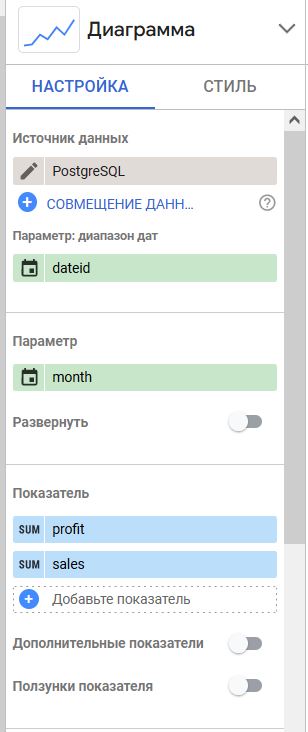 Диаграмма
НАСТРОЙКА
СТИЛЬ
Источник данных
PostgreSQL
СОВМЕЩЕНИЕ ДАНН...
Параметр: диапазон дат
dateid
Параметр
month
Развернуть
Показатель
SUM profit
SUM sales
Добавьте показатель
Дополнительные показатели
Ползунки показателя